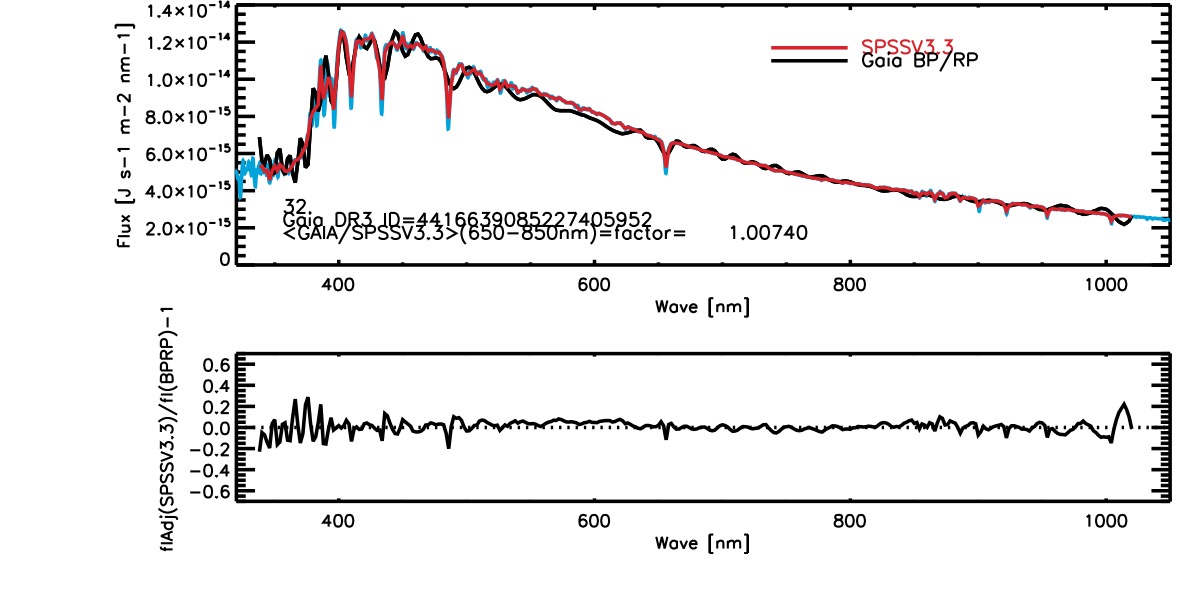 1.4×10⁻¹⁴
1.2×10⁻¹⁴
1.0×10⁻¹⁴
8.0×10⁻¹⁵
6.0×10⁻¹⁵
4.0×10⁻¹⁵
2.0×10⁻¹⁵
0
Flux [J s−1 m−2 nm−1]
SPSSV3.3
Gaia BP/RP
32.
Gaia DR3 ID=4416639085227405952
<GAIA/SPSSV3.3>(650−850nm)=factor= 1.00740
400 600 800 1000
Wave [nm]
flAdj(SPSSV3.3)/fl(BPRP)−1
0.6
0.4
0.2
0.0
−0.2
−0.4
−0.6
400 600 800 1000
Wave [nm]